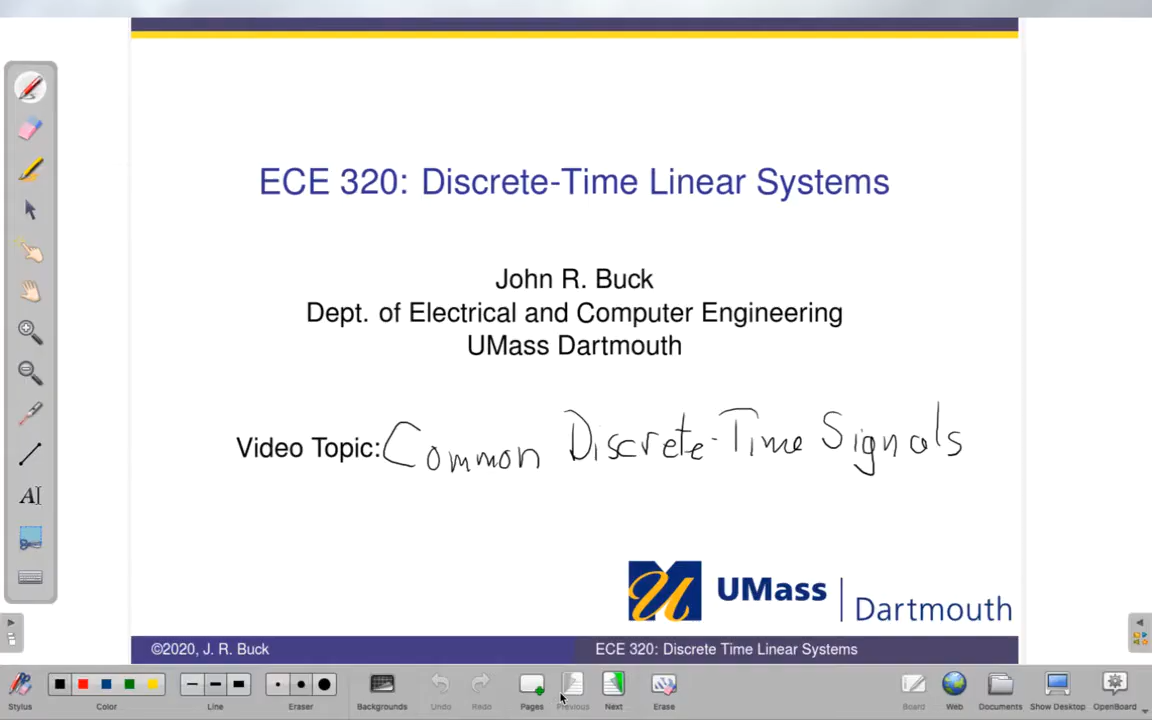 ECE 320: Discrete-Time Linear Systems
John R. Buck
Dept. of Electrical and Computer Engineering
UMass Dartmouth
Video Topic: Common Discrete-Time Signals
UMass | Dartmouth
©2020, J. R. Buck ECE 320: Discrete Time Linear Systems
Stylus Color Line Eraser Backgrounds Undo Redo Pages Previous Next Erase Board Web Documents Show Desktop OpenBoard